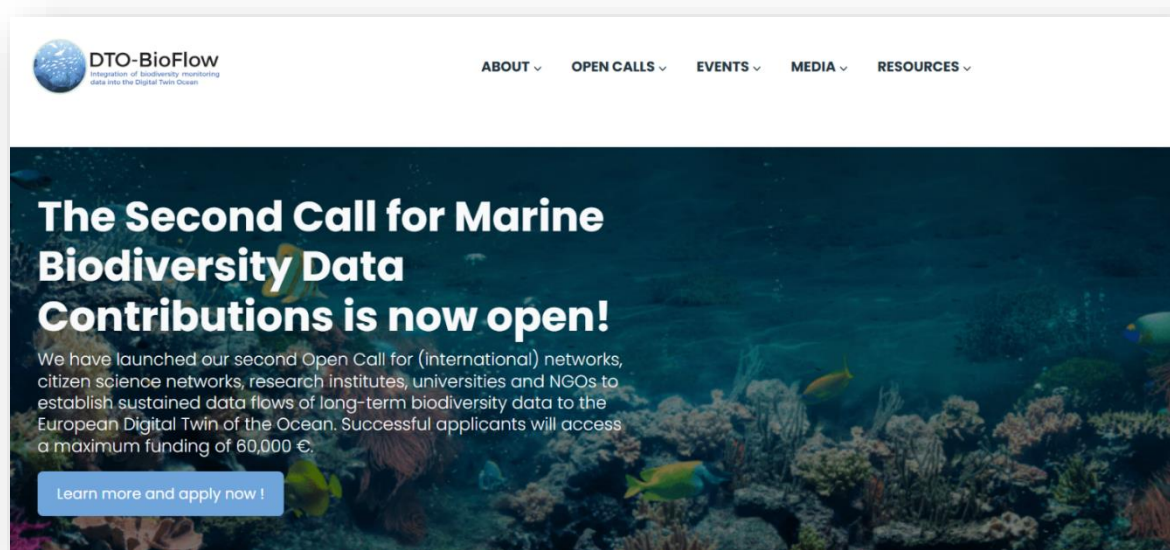 DTO-BioFlow
Integration of biodiversity monitoring
data into the Digital Twin Ocean
ABOUT
OPEN CALLS
EVENTS
MEDIA
RESOURCES
The Second Call for Marine
Biodiversity Data
Contributions is now open!
We have launched our second Open Call for (international) networks,
citizen science networks, research institutes, universities and NGOs to
establish sustained data flows of long-term biodiversity data to the
European Digital Twin of the Ocean. Successful applicants will access
a maximum funding of 60,000 €.
Learn more and apply now !